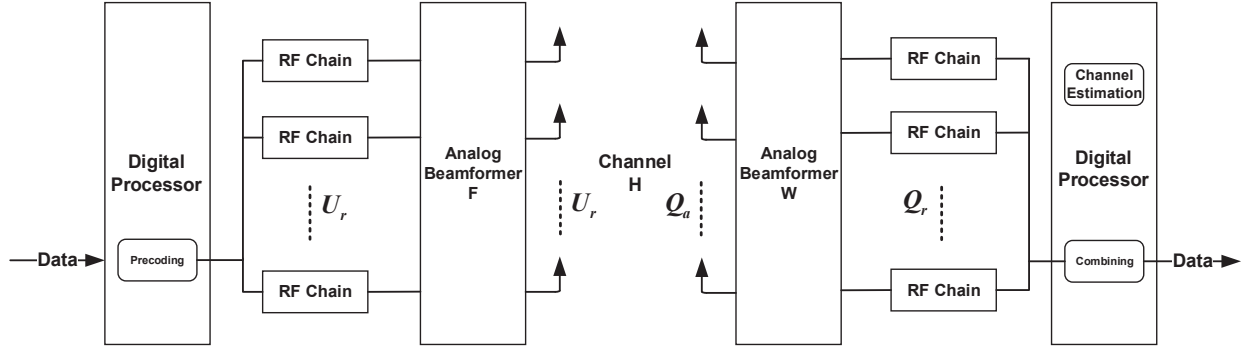 Data
Digital
Processor
Precoding
RF Chain
RF Chain
U_r
RF Chain
Analog
Beamformer
F
U_r
Channel
H
Q_a
Analog
Beamformer
W
RF Chain
RF Chain
Q_r
RF Chain
Channel
Estimation
Digital
Processor
Combining
Data